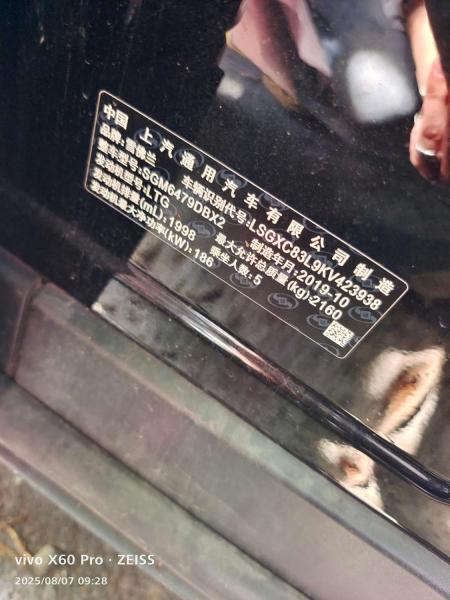 中国 上汽通用汽车有限公司制造
品牌:雪佛兰 车辆识别代号:LSGXC83L9KV423938
整车型号:SGM6479DBX2 制造年月:2019-10
发动机型号:LTG 最大允许总质量(kg):2160
发动机排量(mL):1998 乘坐人数:5
发动机最大净功率(kW):186
vivo X60 Pro · ZEISS
2025/08/07 09:28